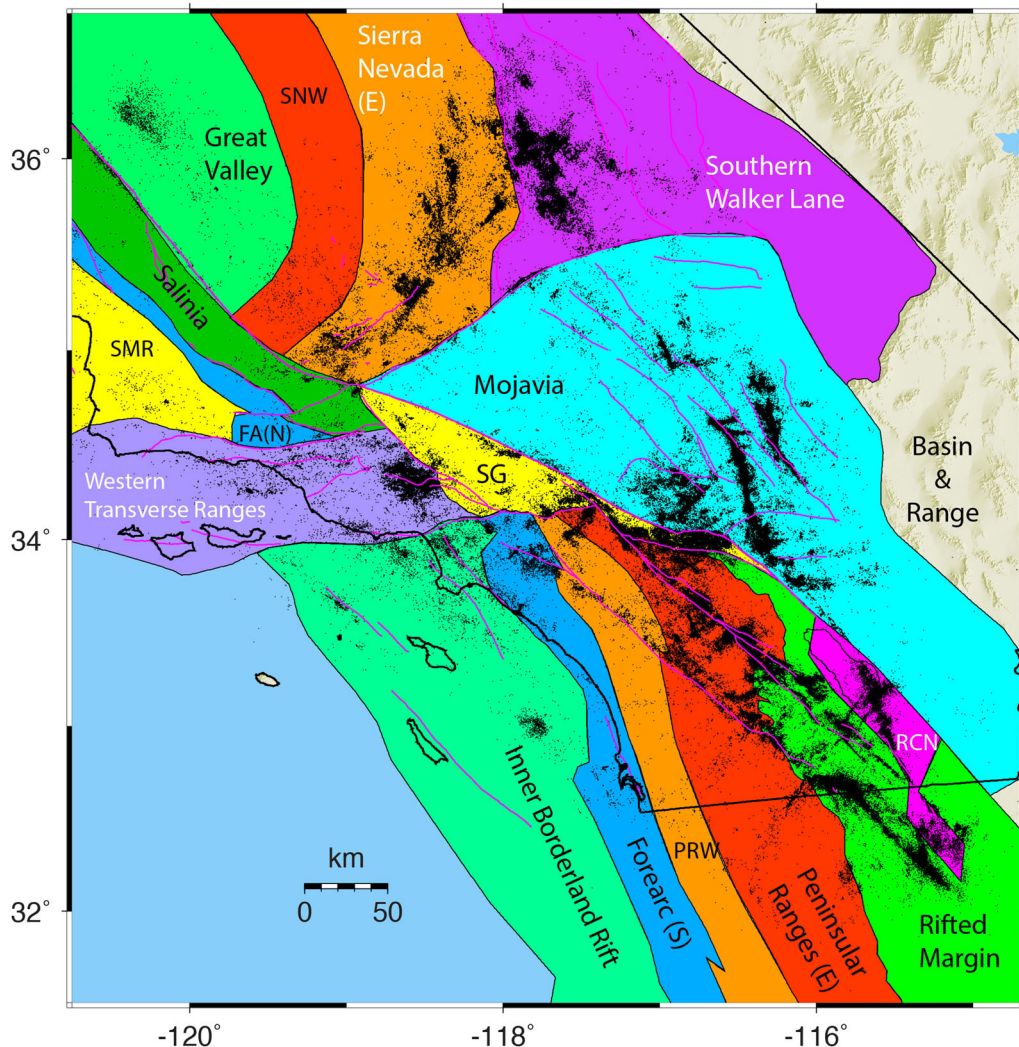 Sierra
Nevada
(E)
SNW
Great
Valley
36°
Southern
Walker Lane
Salinia
SMR
Mojavia
FA(N)
SG
Basin
&
Range
Western
Transverse Ranges
34°
RCN
Inner Borderland Rift
Forearc (S)
PRW
Peninsular
Ranges (E)
km
0 50
32°
Rifted
Margin
-120° -118° -116°